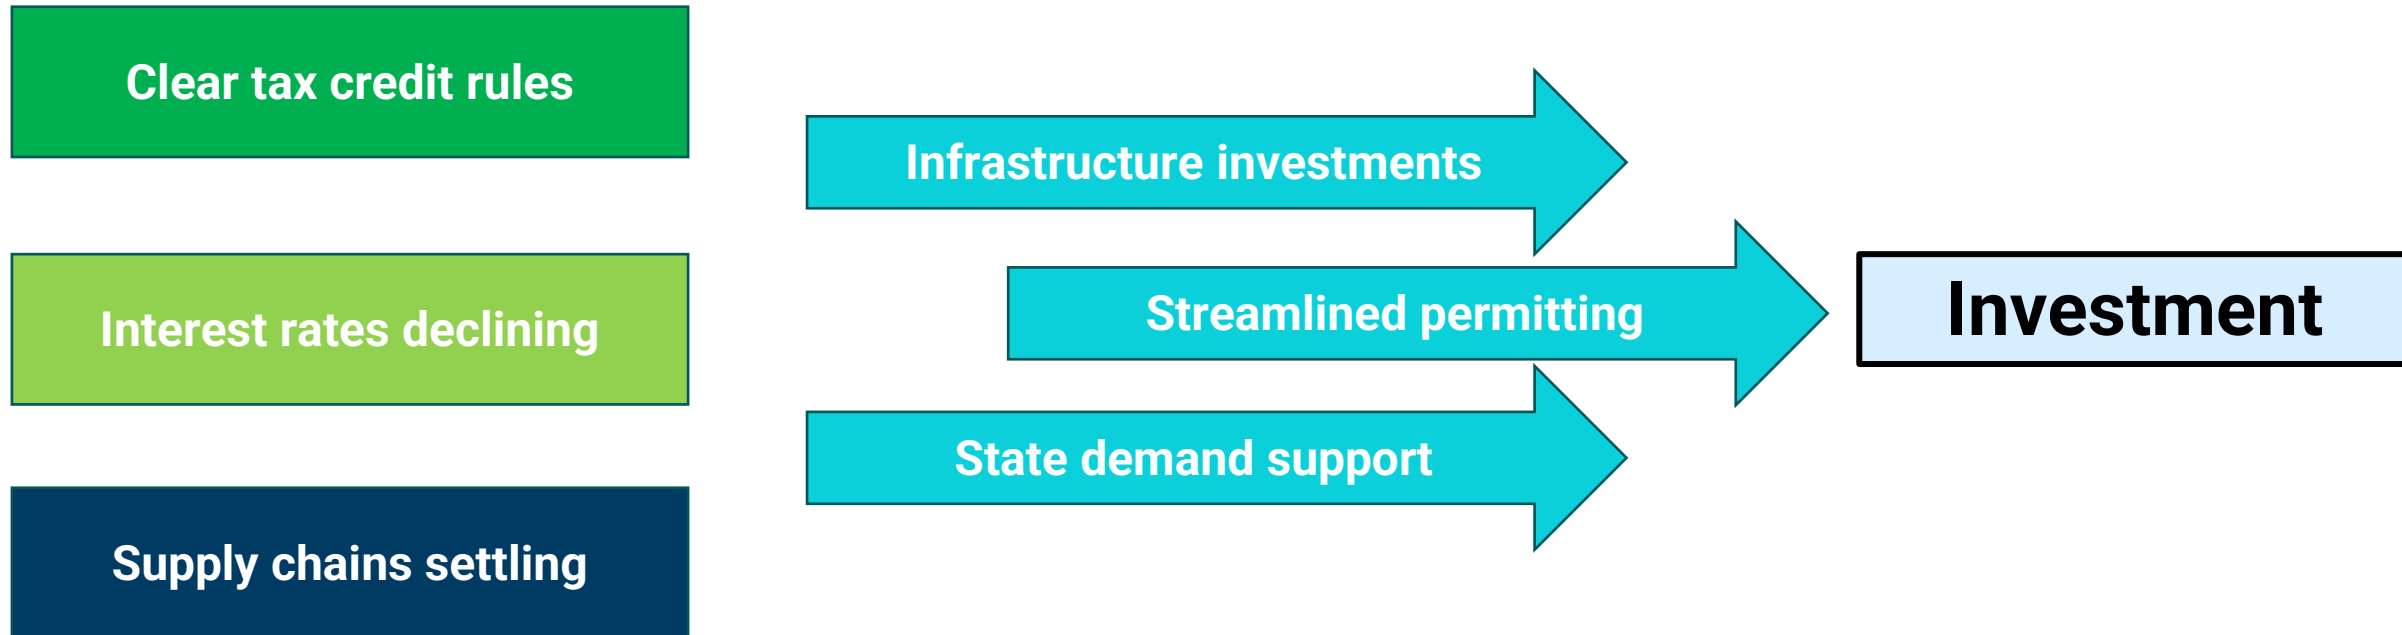 Clear tax credit rules
Interest rates declining
Supply chains settling
Infrastructure investments
Streamlined permitting
State demand support
Investment